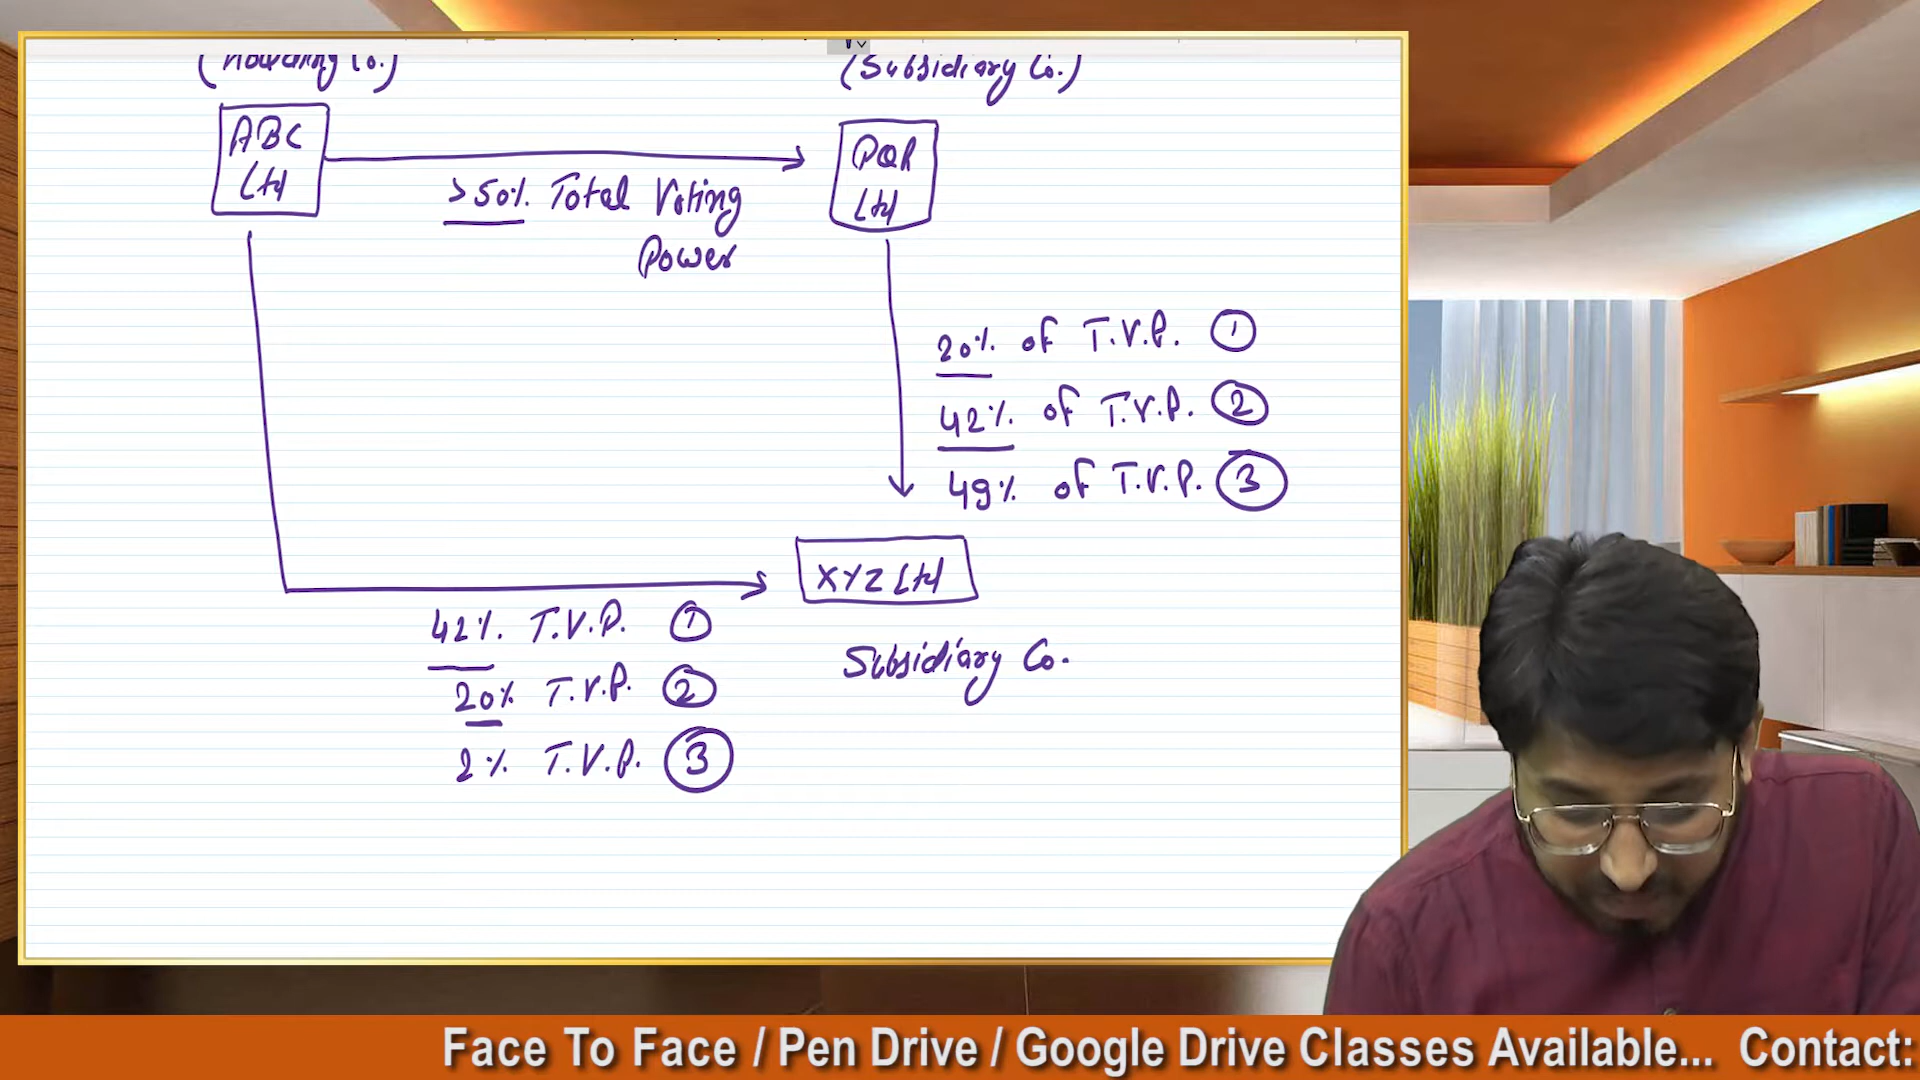 (Holding Co.)
(Subsidiary Co.)
ABC
Ltd
PQR
Ltd
>50% Total Voting
Power
20% of T.V.P. 1
42% of T.V.P. 2
49% of T.V.P. 3
XYZ Ltd
Subsidiary Co.
42% T.V.P. 1
20% T.V.P. 2
2% T.V.P. 3
Face To Face / Pen Drive / Google Drive Classes Available... Contact: